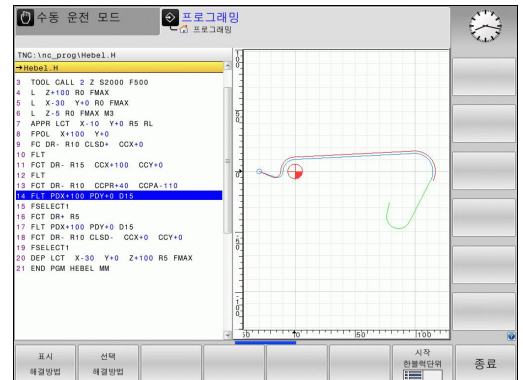 수동 운전 모드
프로그래밍
프로그래밍
TNC:\nc_prog\Hebel.H
→Hebel.H
3 TOOL CALL 2 Z S2000 F500
4 L Z+100 R0 FMAX
5 L X-30 Y+0 R0 FMAX
6 L Z-5 R0 FMAX M3
7 APPR LCT X-10 Y+0 R5 RL
8 FPOL X+100 Y+0
9 FC DR- R10 CLSD+ CCX+0
10 FLT
11 FCT DR- R15 CCX+100 CCY+0
12 FLT
13 FCT DR- R10 CCPR+40 CCPA-110
14 FLT PDX+100 PDY+0 D15
15 FSELECT1
16 FCT DR+ R5
17 FLT PDX+100 PDY+0 D15
18 FCT DR- R10 CLSD- CCX+0 CCY+0
19 FSELECT1
20 DEP LCT X-30 Y+0 Z+100 R5 FMAX
21 END PGM HEBEL MM
50
100
표시
해결방법
선택
해결방법
시작
한블럭단위
종료